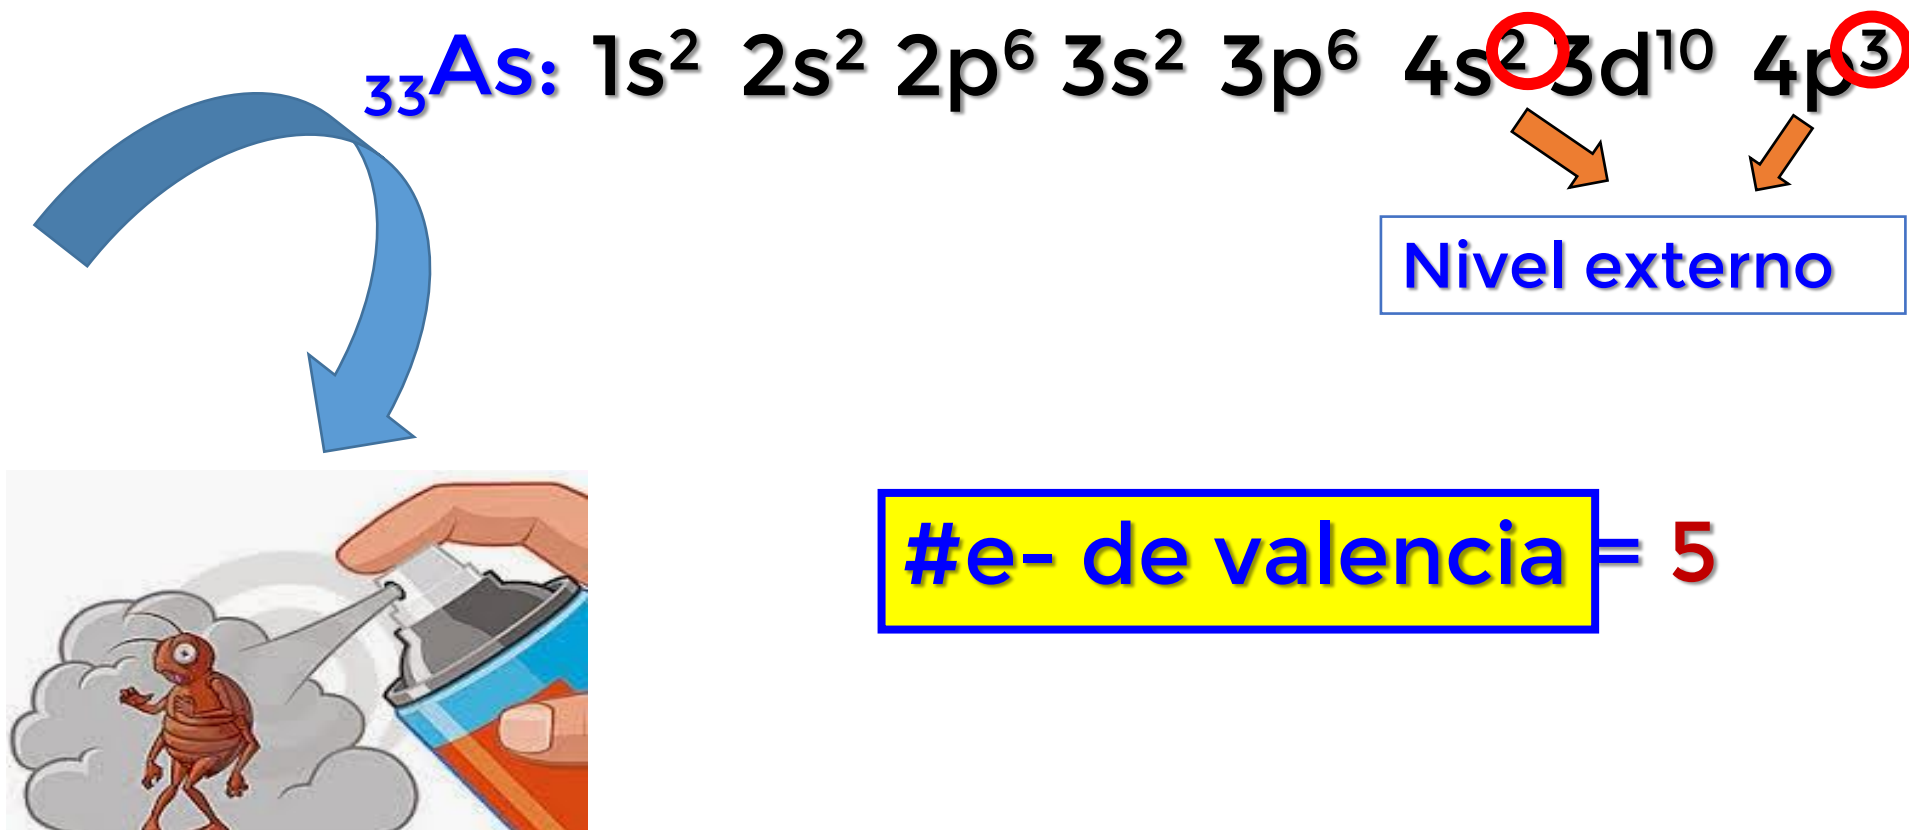 ₃₃As: 1s² 2s² 2p⁶ 3s² 3p⁶ 4s² 3d¹⁰ 4p³
Nivel externo
#e- de valencia = 5